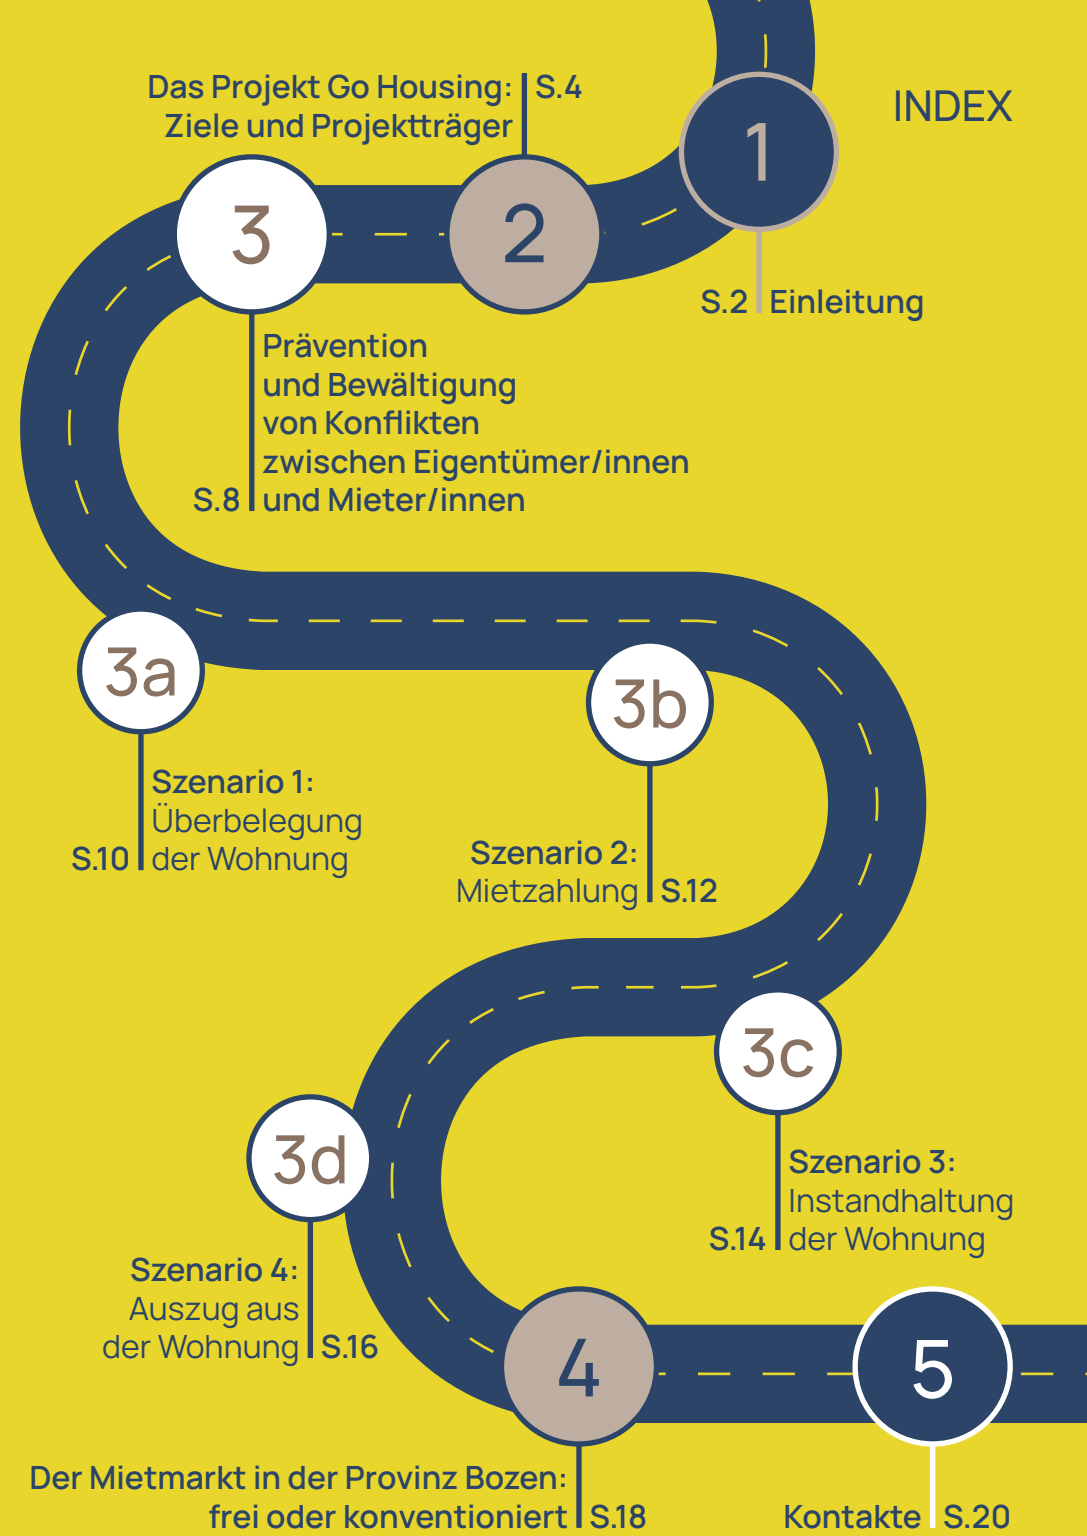 INDEX
1
S.2 Einleitung
Das Projekt Go Housing:
Ziele und Projektträger
S.4
2
3
Prävention
und Bewältigung
von Konflikten
zwischen Eigentümer/innen
und Mieter/innen
S.8
3a
Szenario 1:
Überbelegung
der Wohnung
S.10
3b
Szenario 2:
Mietzahlung
S.12
3c
Szenario 3:
Instandhaltung
der Wohnung
S.14
3d
Szenario 4:
Auszug aus
der Wohnung
S.16
4
Der Mietmarkt in der Provinz Bozen:
frei oder konventioniert
S.18
5
Kontakte S.20